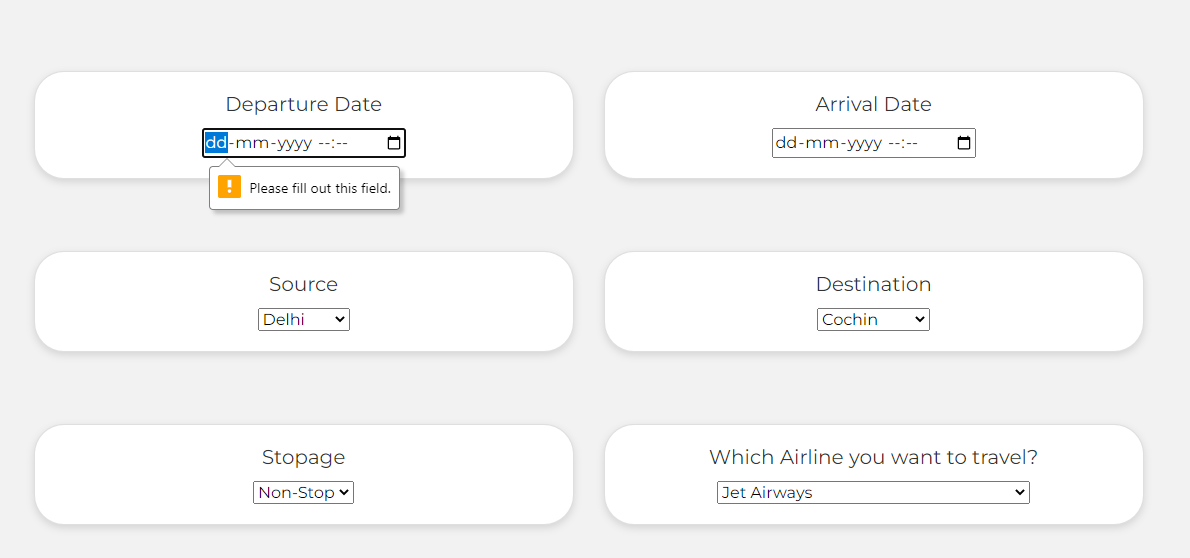 Departure Date
dd-mm-yyyy --:--
Please fill out this field.
Arrival Date
dd-mm-yyyy --:--
Source
Delhi
Destination
Cochin
Stopage
Non-Stop
Which Airline you want to travel?
Jet Airways